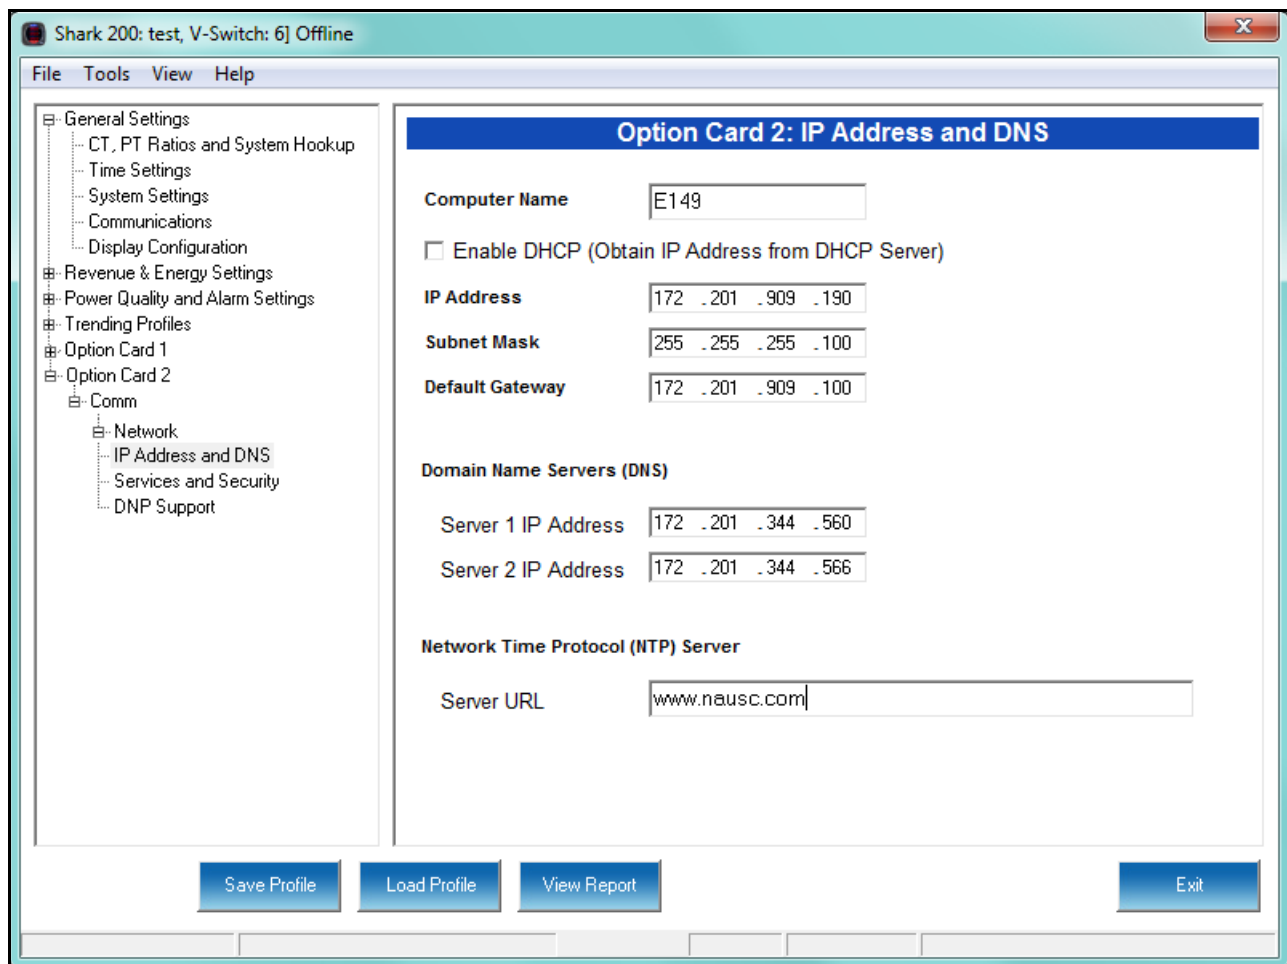 Shark 200: test, V-Switch: 6] Offline
X
File Tools View Help
General Settings
CT, PT Ratios and System Hookup
Time Settings
System Settings
Communications
Display Configuration
Revenue & Energy Settings
Power Quality and Alarm Settings
Trending Profiles
Option Card 1
Option Card 2
Comm
Network
IP Address and DNS
Services and Security
DNP Support
Option Card 2: IP Address and DNS
Computer Name E149
Enable DHCP (Obtain IP Address from DHCP Server)
IP Address 172 .201 .909 .190
Subnet Mask 255 .255 .255 .100
Default Gateway 172 .201 .909 .100
Domain Name Servers (DNS)
Server 1 IP Address 172 .201 .344 .560
Server 2 IP Address 172 .201 .344 .566
Network Time Protocol (NTP) Server
Server URL www.nausc.com
Save Profile Load Profile View Report Exit